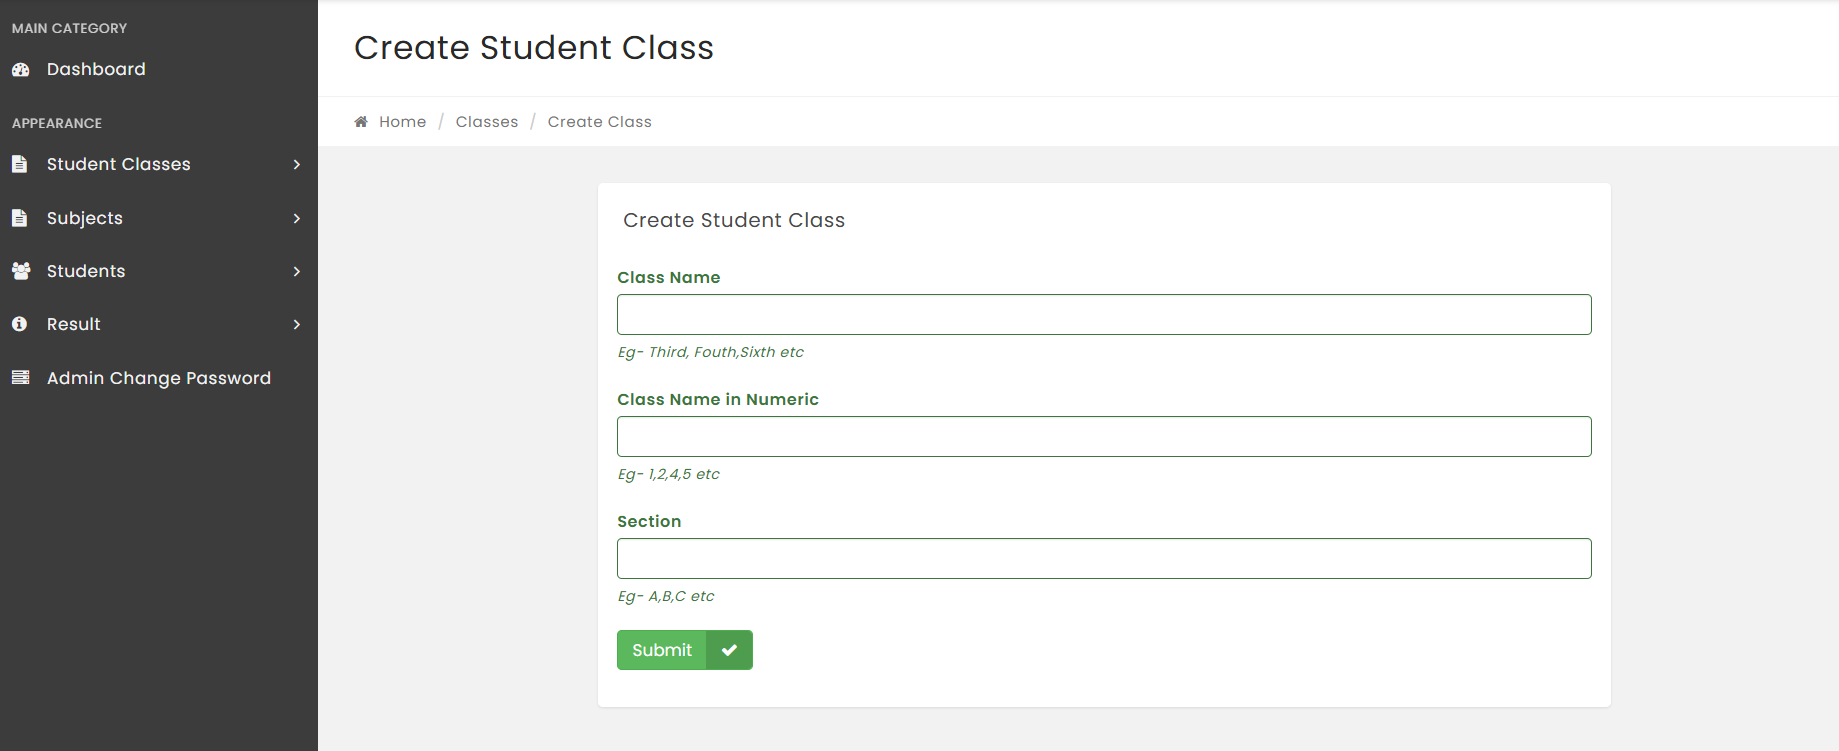 MAIN CATEGORY
Dashboard
APPEARANCE
Student Classes
Subjects
Students
Result
Admin Change Password
Create Student Class
Home / Classes / Create Class
Create Student Class
Class Name
Eg- Third, Fouth,Sixth etc
Class Name in Numeric
Eg- 1,2,4,5 etc
Section
Eg- A,B,C etc
Submit